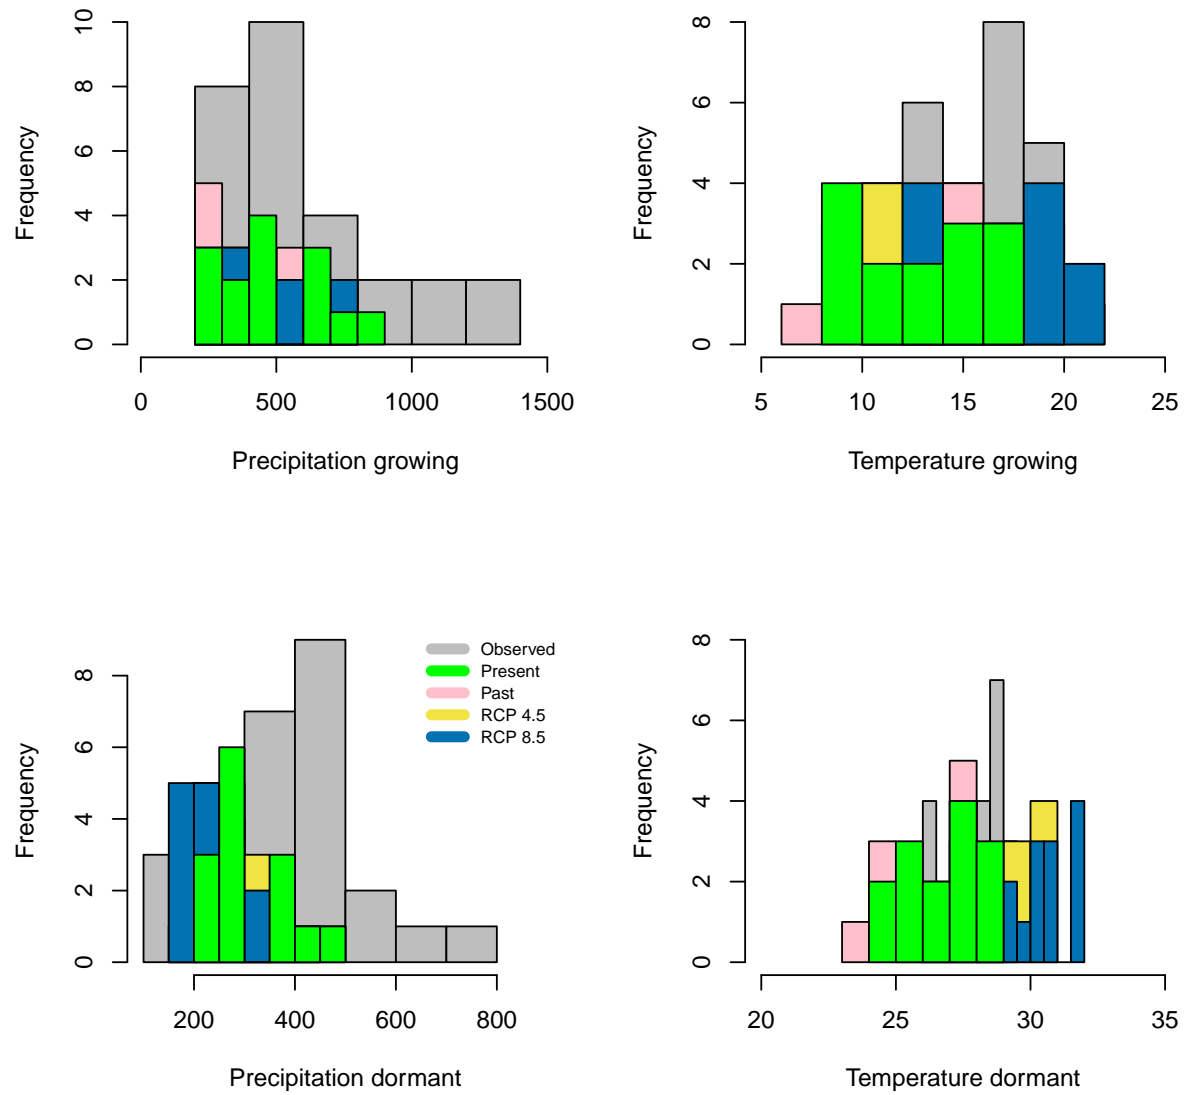 Frequency
0 2 4 6 8 10
0 500 1000 1500
Precipitation growing
Frequency
0 2 4 6 8
5 10 15 20 25
Temperature growing
Frequency
0 2 4 6 8
200 400 600 800
Precipitation dormant
Observed
Present
Past
RCP 4.5
RCP 8.5
Frequency
0 2 4 6 8
20 25 30 35
Temperature dormant